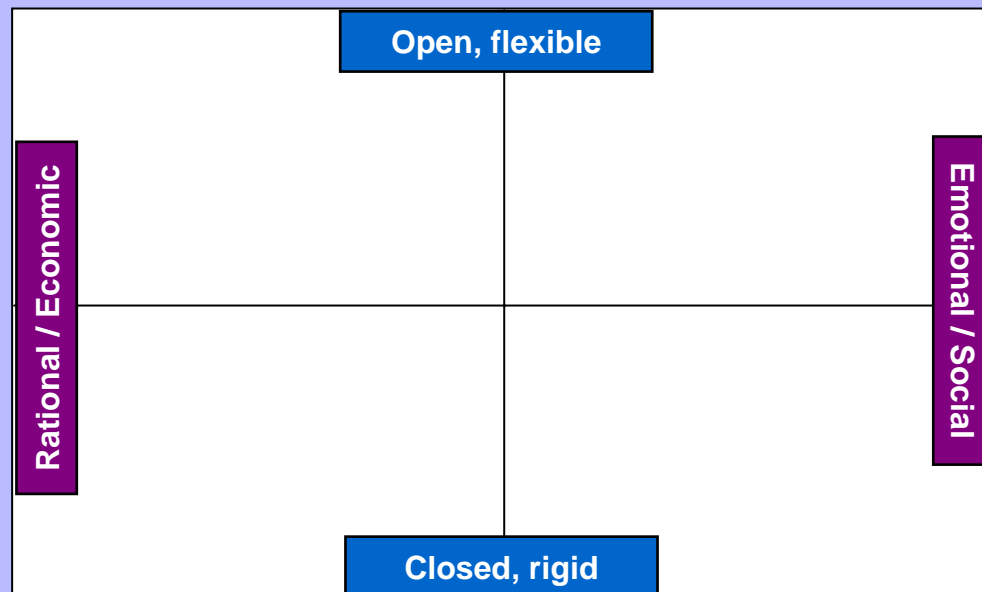 Open, flexible
Rational / Economic
Emotional / Social
Closed, rigid